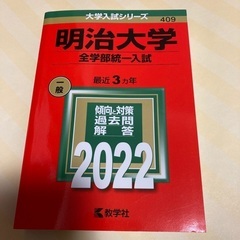 大学入試シリーズ
409
明治大学
全学部統一入試
一般
最近3ヵ年
傾向と対策
過去問
解答
2022
教学社